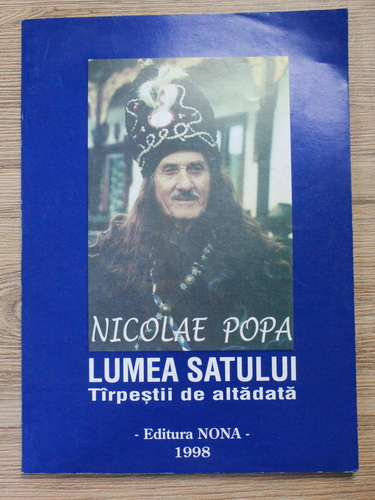 NICOLAE POPA
LUMEA SATULUI
Tîrpeştii de altădată
- Editura NONA -
1998